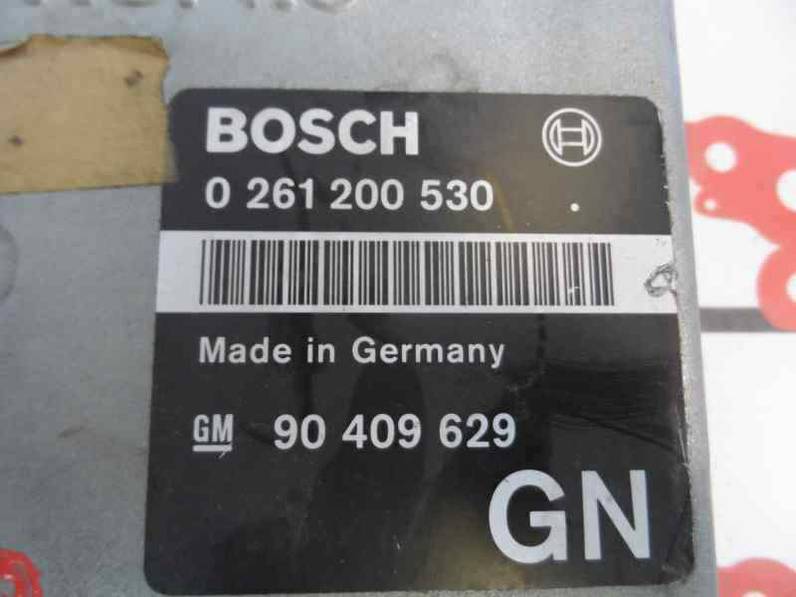 BOSCH
0 261 200 530
Made in Germany
GM 90 409 629
GN